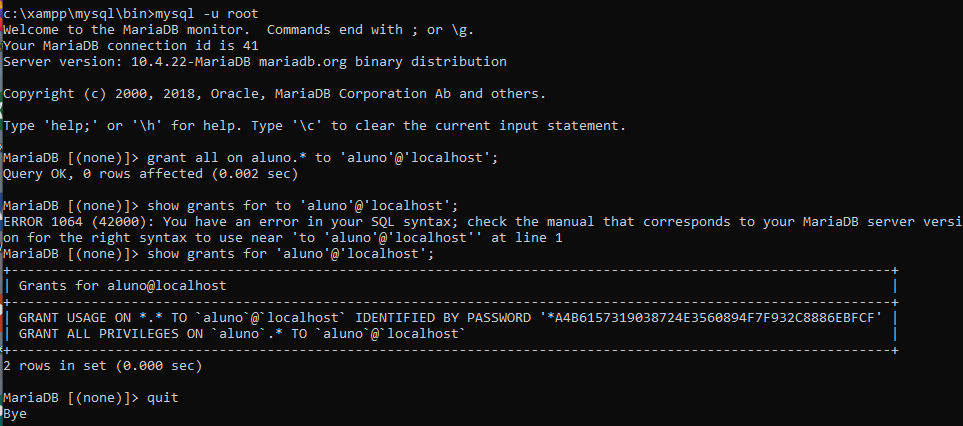 c:\xampp\mysql\bin>mysql -u root
Welcome to the MariaDB monitor.  Commands end with ; or \g.
Your MariaDB connection id is 41
Server version: 10.4.22-MariaDB mariadb.org binary distribution

Copyright (c) 2000, 2018, Oracle, MariaDB Corporation Ab and others.

Type 'help;' or '\h' for help. Type '\c' to clear the current input statement.

MariaDB [(none)]> grant all on aluno.* to 'aluno'@'localhost';
Query OK, 0 rows affected (0.002 sec)

MariaDB [(none)]> show grants for to 'aluno'@'localhost';
ERROR 1064 (42000): You have an error in your SQL syntax; check the manual that corresponds to your MariaDB server versi
on for the right syntax to use near 'to 'aluno'@'localhost'' at line 1
MariaDB [(none)]> show grants for 'aluno'@'localhost';
+--------------------------------------------------------------------------------------------------------------+
| Grants for aluno@localhost                                                                                   |
+--------------------------------------------------------------------------------------------------------------+
| GRANT USAGE ON *.* TO `aluno`@`localhost` IDENTIFIED BY PASSWORD '*A4B6157319038724E3560894F7F932C8886EBFCF' |
| GRANT ALL PRIVILEGES ON `aluno`.* TO `aluno`@`localhost`                                                     |
+--------------------------------------------------------------------------------------------------------------+
2 rows in set (0.000 sec)

MariaDB [(none)]> quit
Bye